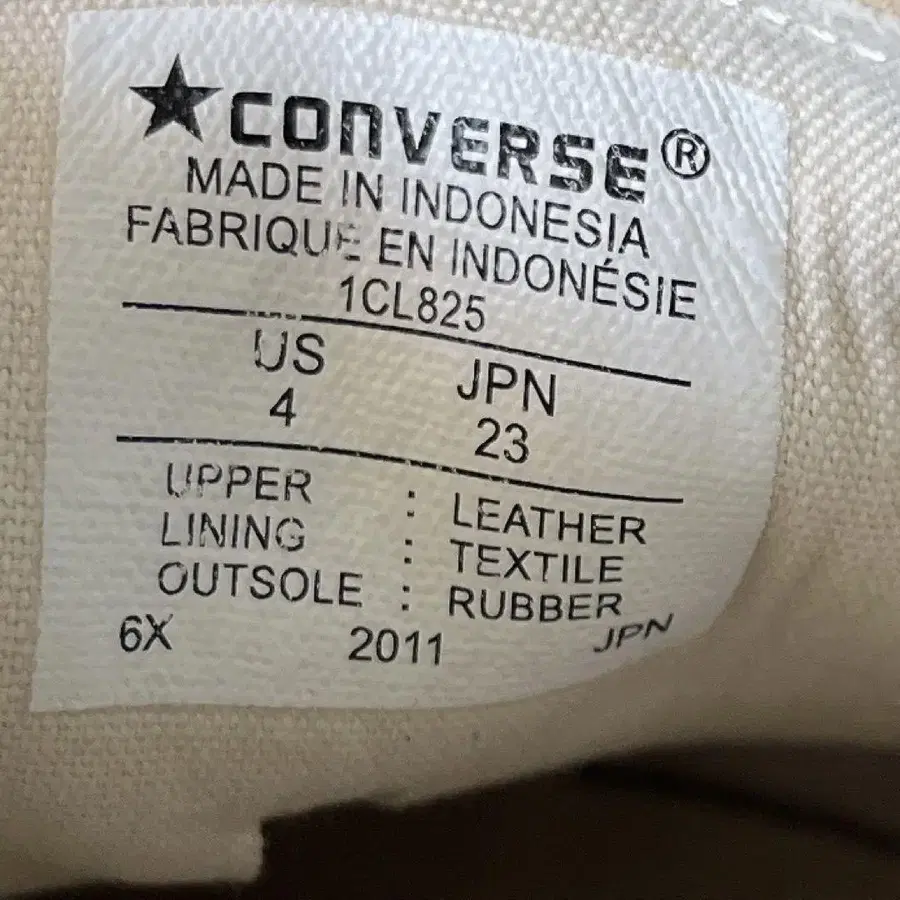 ★CONVERSE®
MADE IN INDONESIA
FABRIQUE EN INDONÉSIE
1CL825
US JPN
4 23
UPPER : LEATHER
LINING : TEXTILE
OUTSOLE : RUBBER
6X 2011 JPN